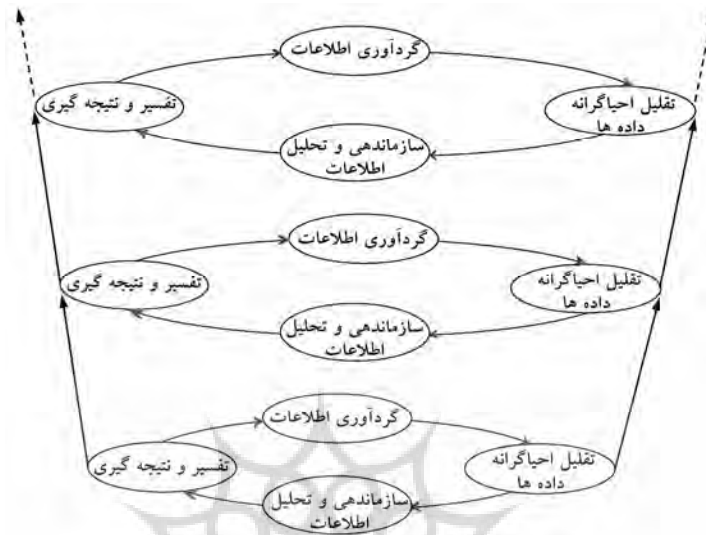 گردآوری اطلاعات
تقلیل احیاگرانه
داده ها
تفسیر و نتیجه گیری
سازماندهی و تحلیل
اطلاعات
گردآوری اطلاعات
تقلیل احیاگرانه
داده ها
تفسیر و نتیجه گیری
سازماندهی و تحلیل
اطلاعات
گردآوری اطلاعات
تقلیل احیاگرانه
داده ها
تفسیر و نتیجه گیری
سازماندهی و تحلیل
اطلاعات